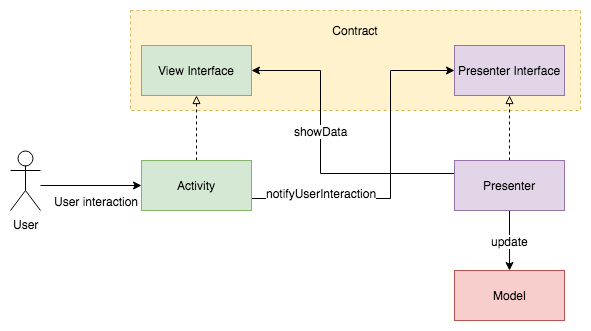 Contract
View Interface
Presenter Interface
showData
Activity
notifyUserInteraction
Presenter
User interaction
User
update
Model